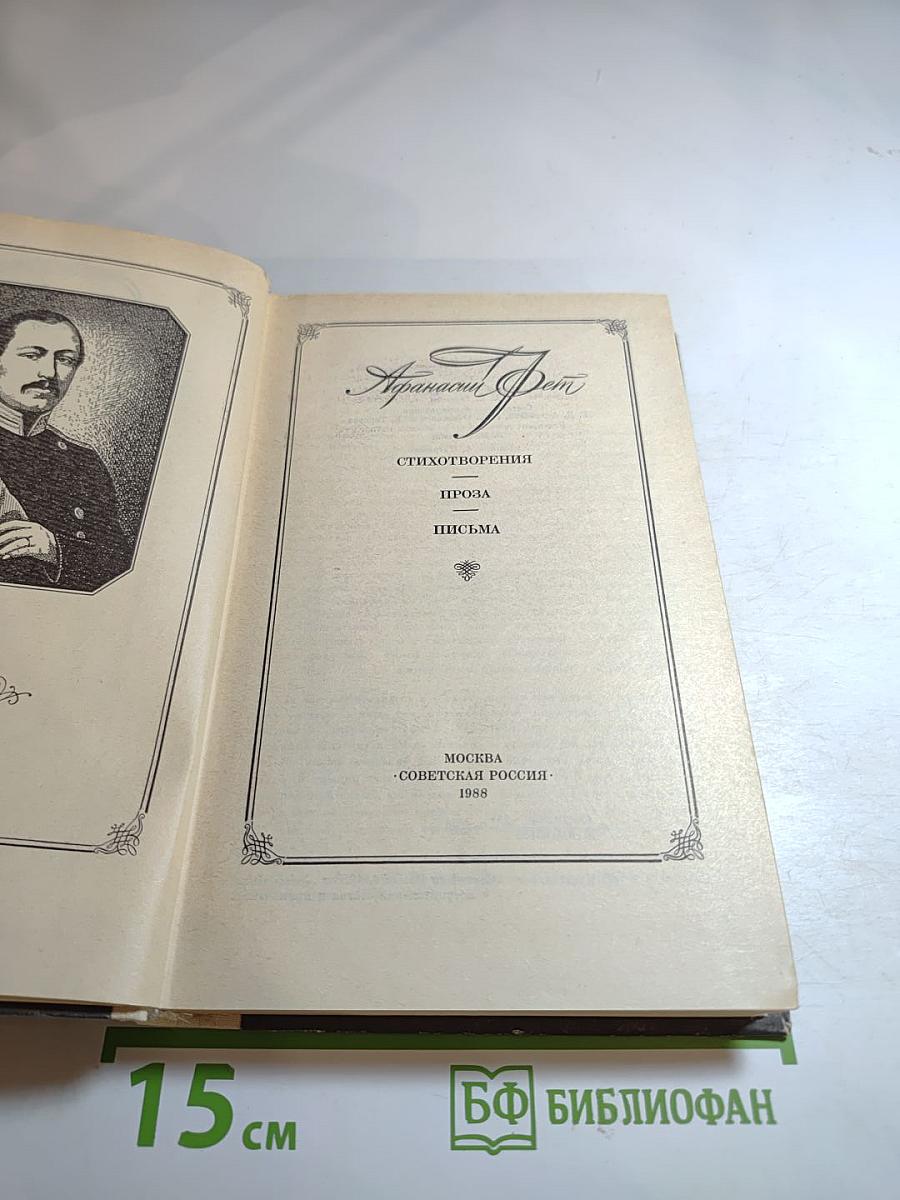 Афанасий Фет
СТИХОТВОРЕНИЯ
ПРОЗА
ПИСЬМА
МОСКВА
·СОВЕТСКАЯ РОССИЯ·
1988
15 см
БФ БИБЛИОФАН